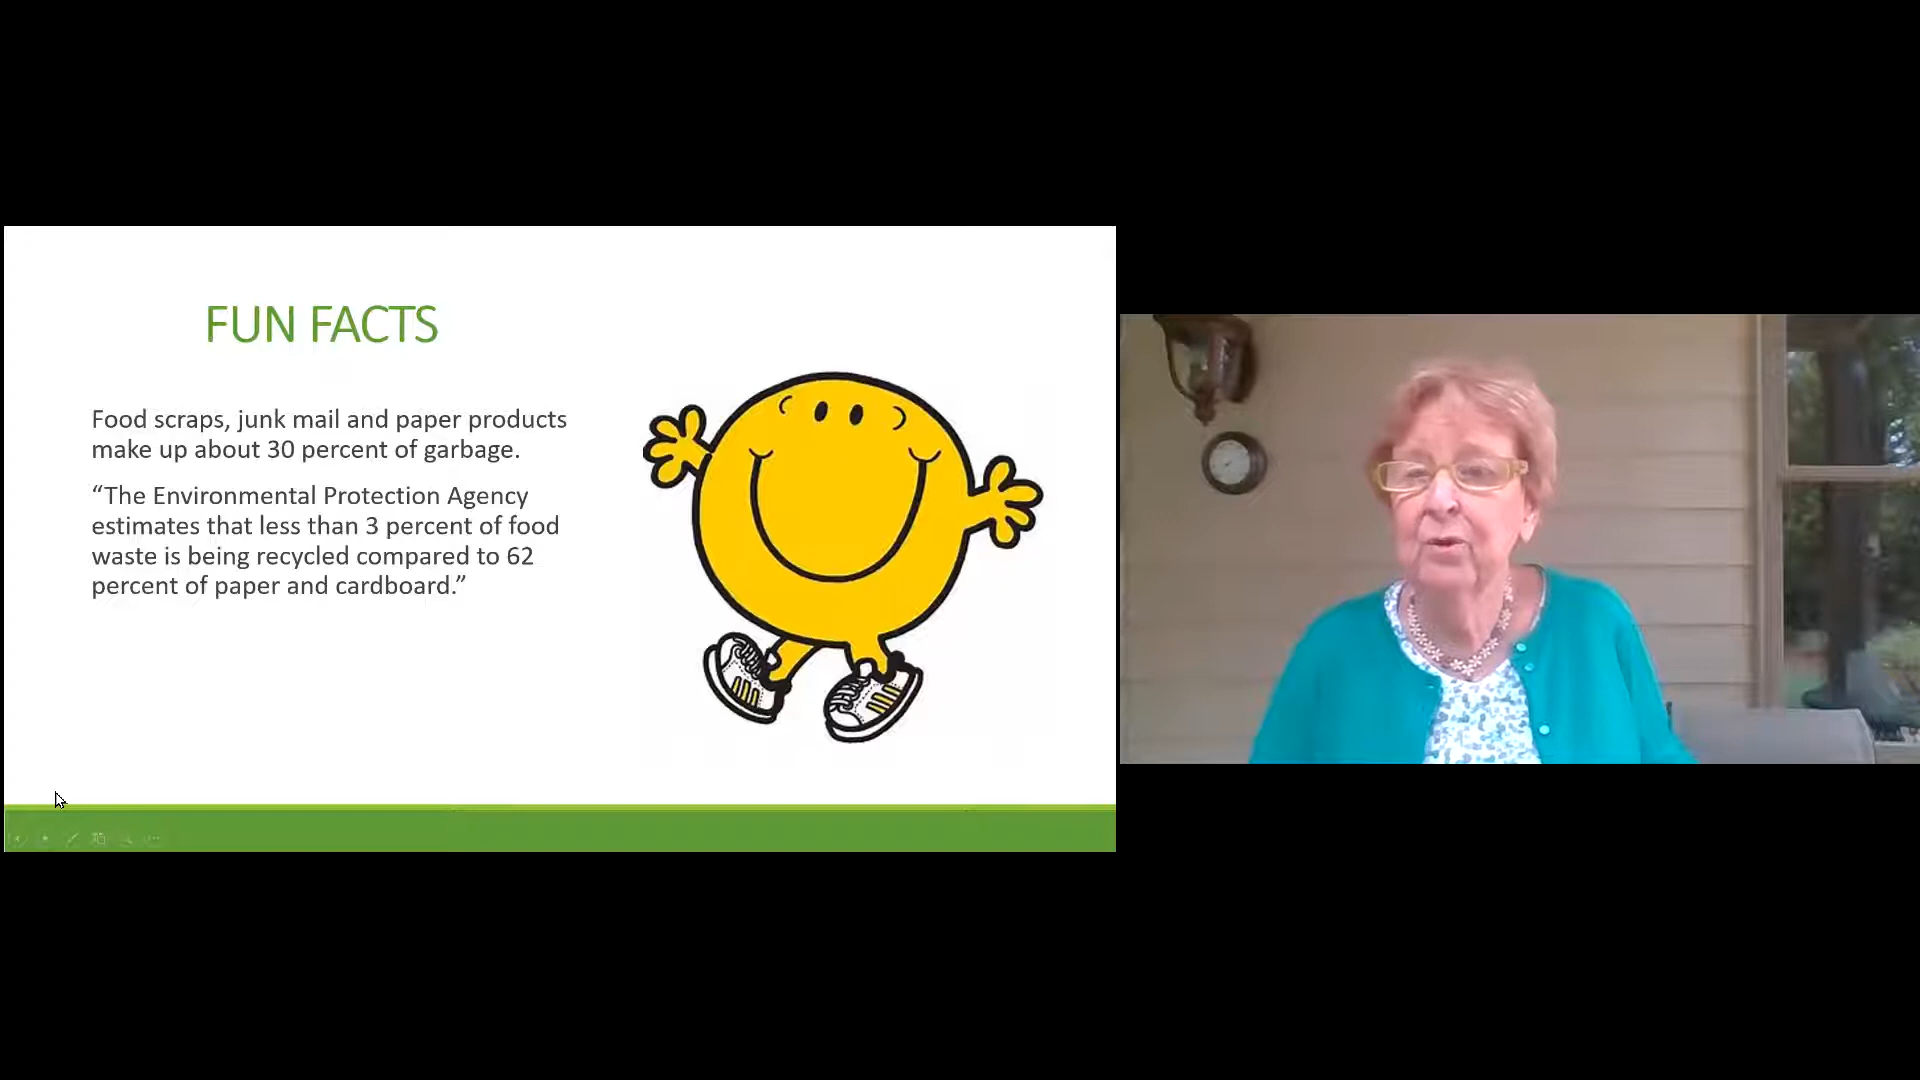 FUN FACTS
Food scraps, junk mail and paper products
make up about 30 percent of garbage.
“The Environmental Protection Agency
estimates that less than 3 percent of food
waste is being recycled compared to 62
percent of paper and cardboard.”